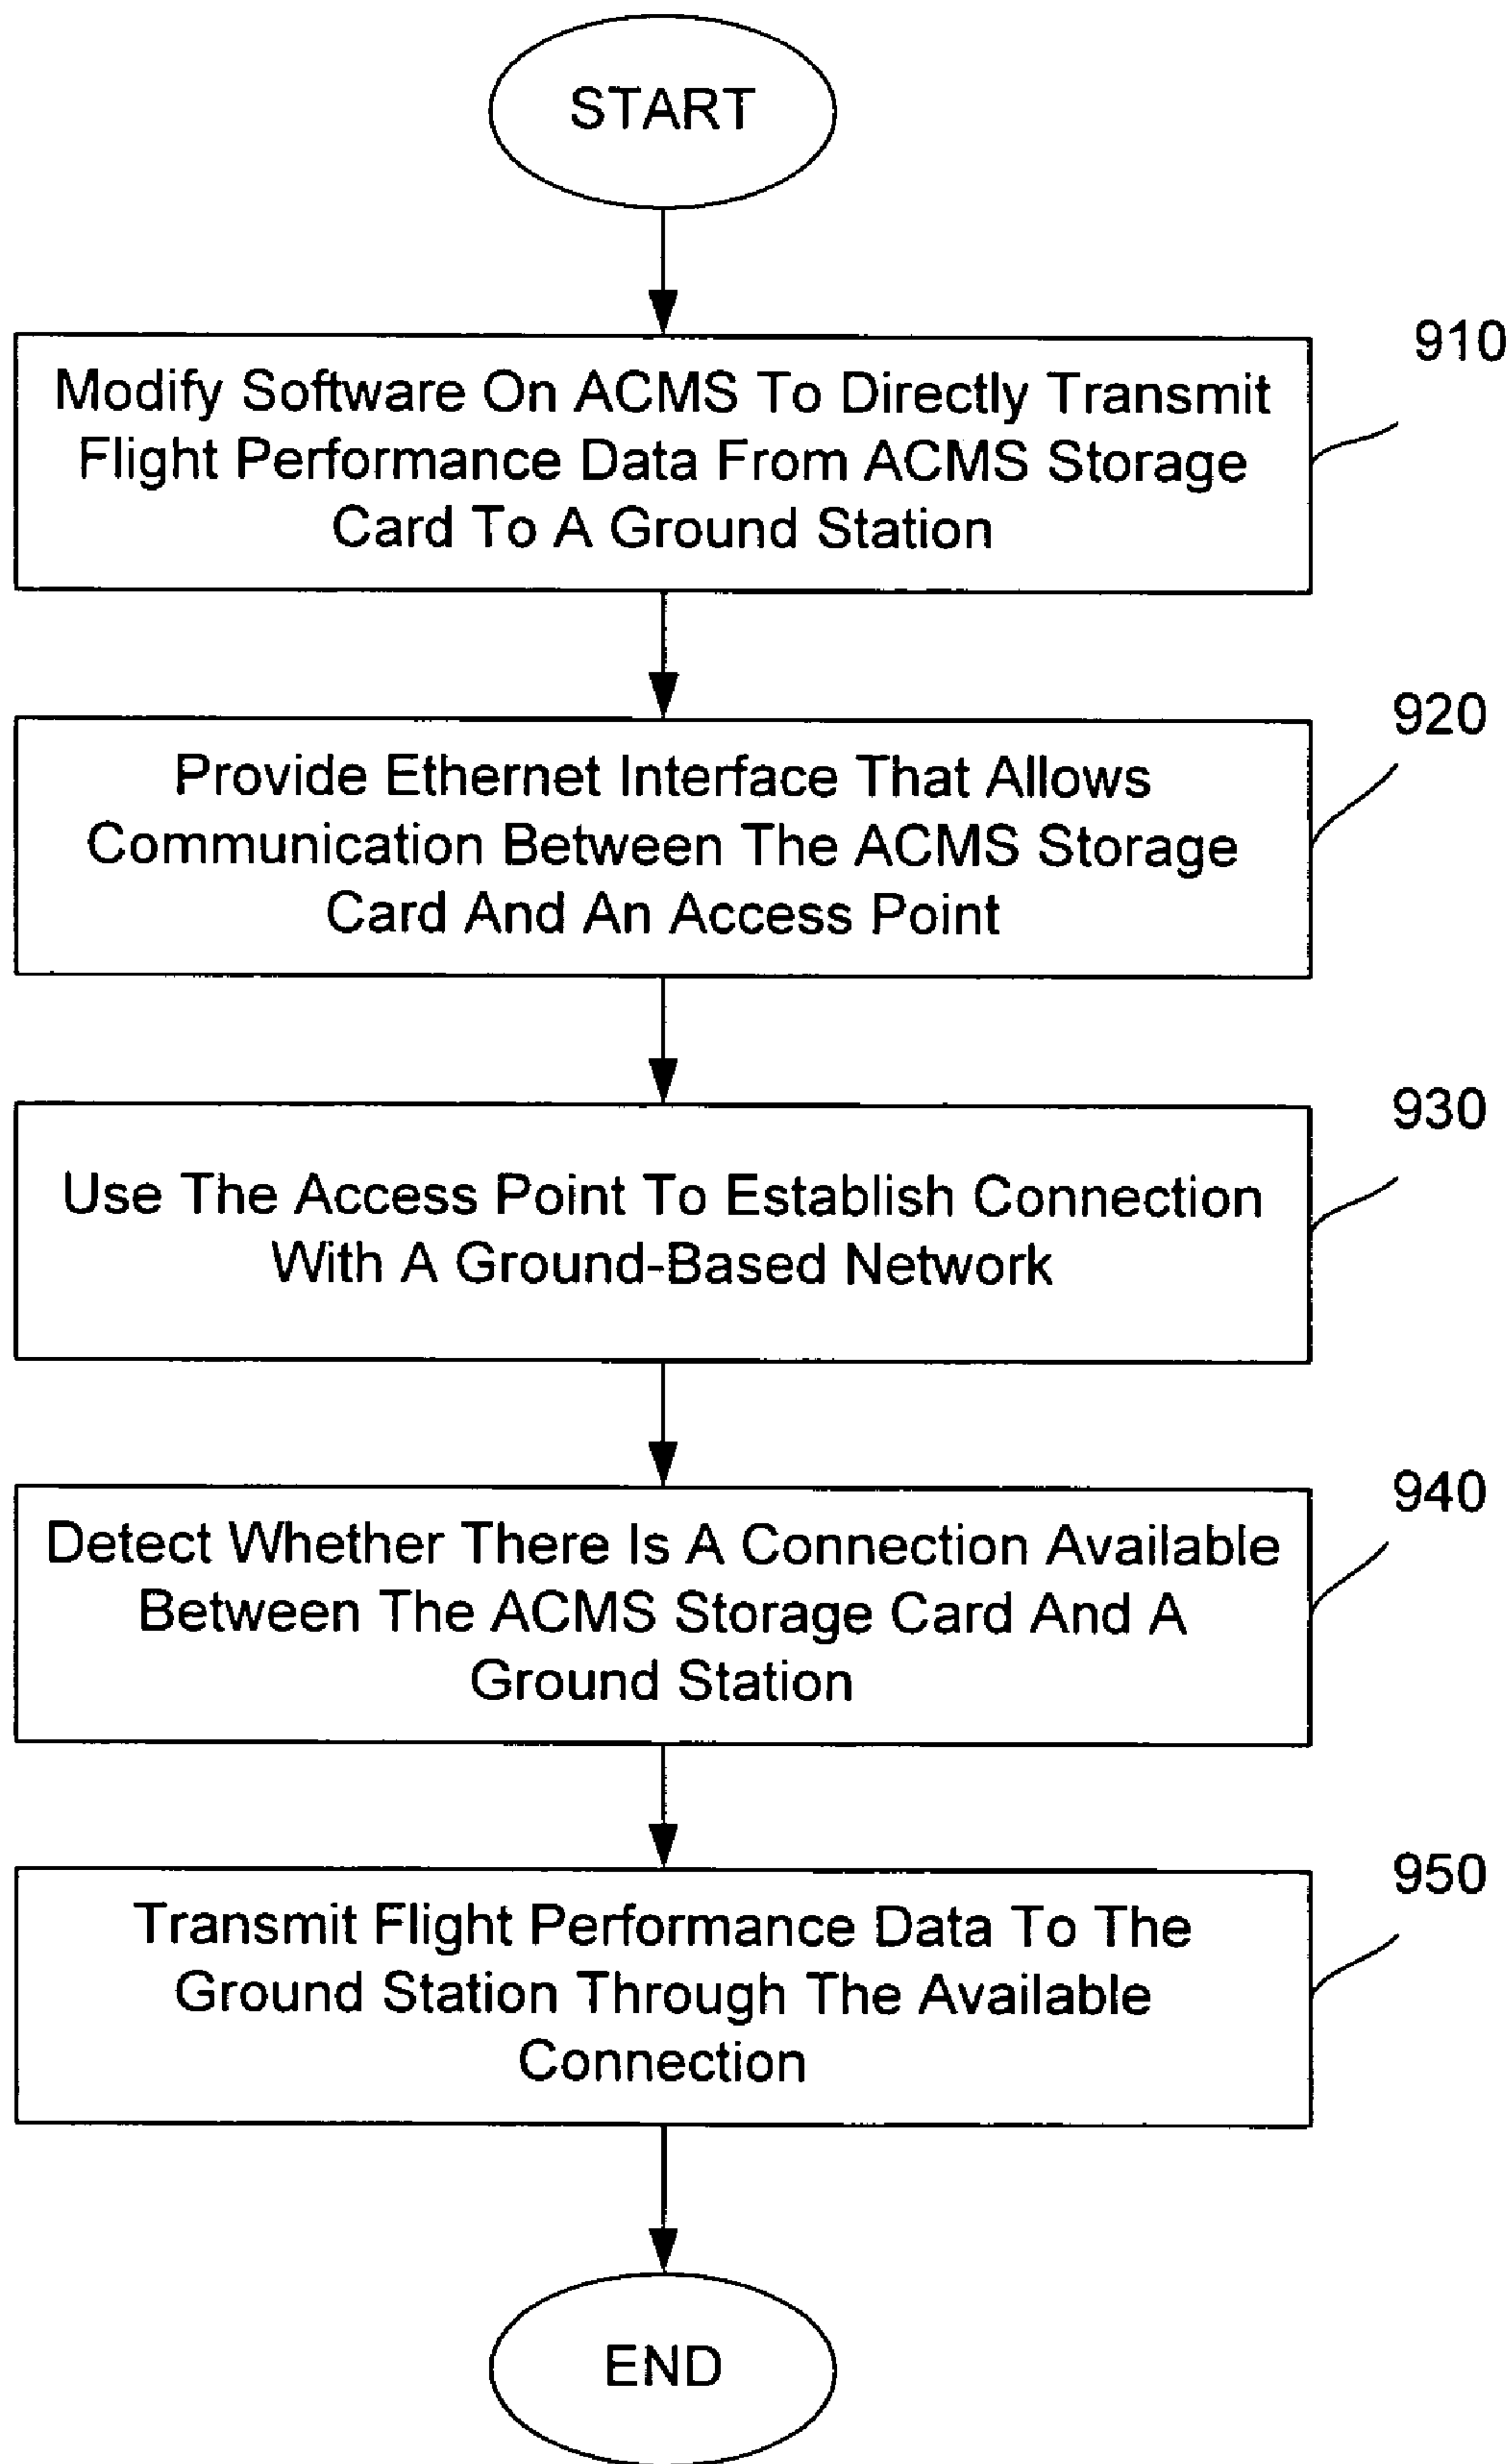 START
910
Modify Software On ACMS To Directly Transmit
Flight Performance Data From ACMS Storage
Card To A Ground Station
920
Provide Ethernet Interface That Allows
Communication Between The ACMS Storage
Card And An Access Point
930
Use The Access Point To Establish Connection
With A Ground-Based Network
940
Detect Whether There Is A Connection Available
Between The ACMS Storage Card And A
Ground Station
950
Transmit Flight Performance Data To The
Ground Station Through The Available
Connection
END